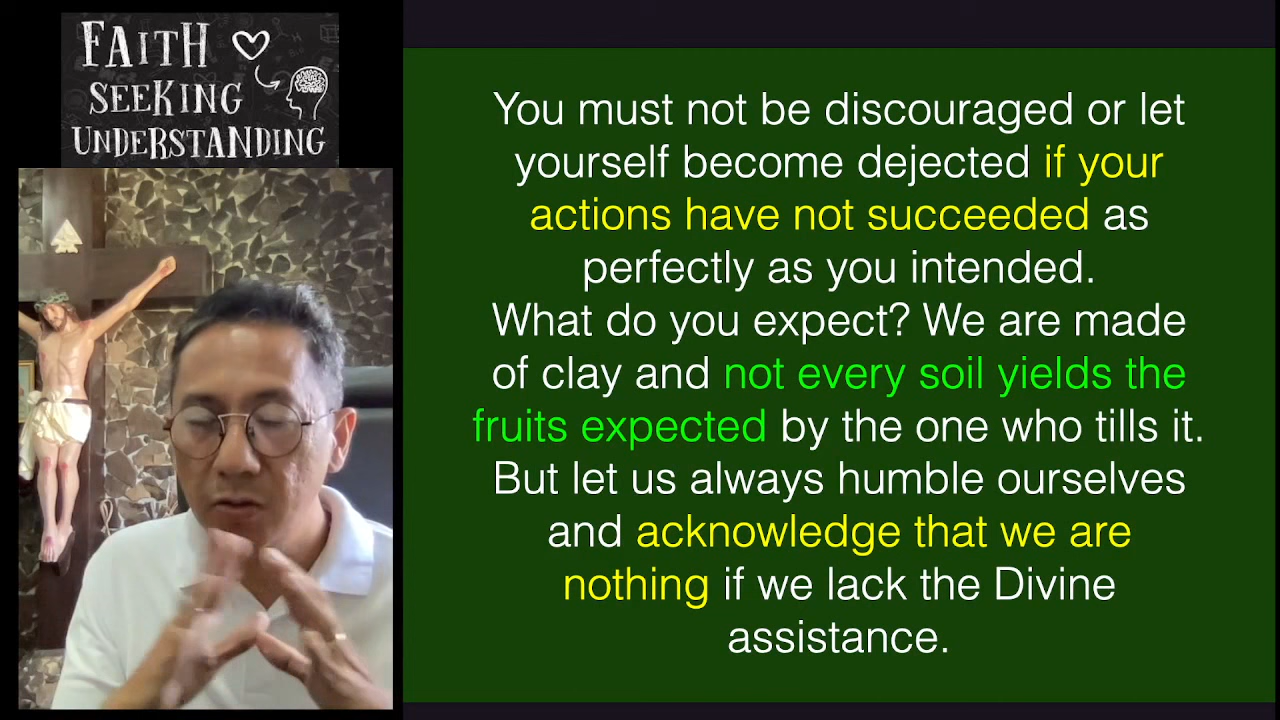 FAITH
SEEKING
UNDERSTANDING
You must not be discouraged or let
yourself become dejected if your
actions have not succeeded as
perfectly as you intended.
What do you expect? We are made
of clay and not every soil yields the
fruits expected by the one who tills it.
But let us always humble ourselves
and acknowledge that we are
nothing if we lack the Divine
assistance.